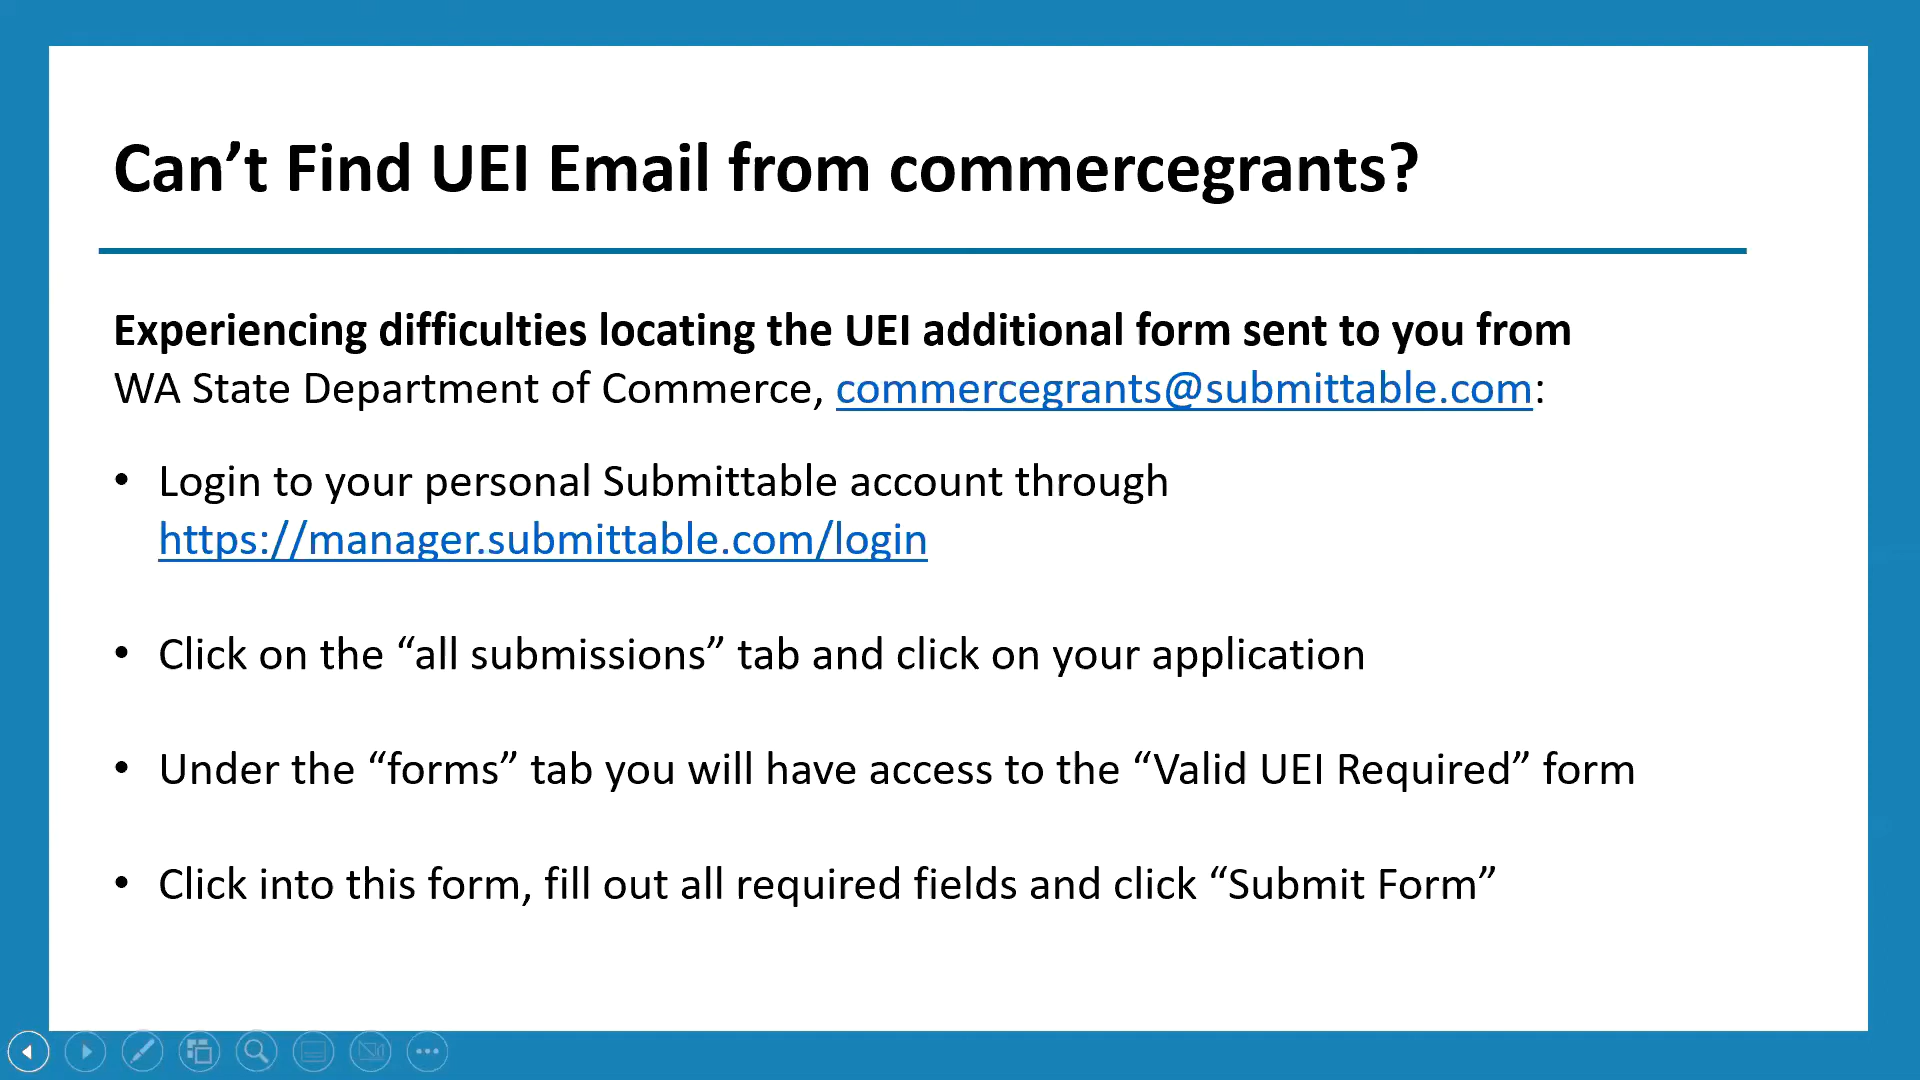 Can’t Find UEI Email from commercegrants?
Experiencing difficulties locating the UEI additional form sent to you from
WA State Department of Commerce, commercegrants@submittable.com:
• Login to your personal Submittable account through
https://manager.submittable.com/login
• Click on the “all submissions” tab and click on your application
• Under the “forms” tab you will have access to the “Valid UEI Required” form
• Click into this form, fill out all required fields and click “Submit Form”